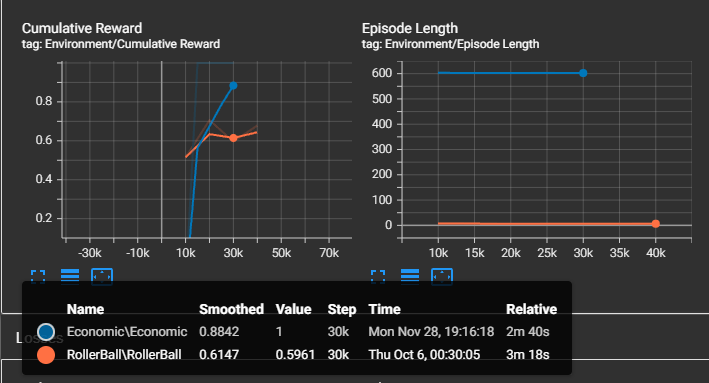 Cumulative Reward
tag: Environment/Cumulative Reward
0.8
0.6
0.4
0.2
-30k -10k 10k 30k 50k 70k
Episode Length
tag: Environment/Episode Length
600
500
400
300
200
100
0
10k 15k 20k 25k 30k 35k 40k
Name Smoothed Value Step Time Relative
Economic\Economic 0.8842 1 30k Mon Nov 28, 19:16:18 2m 40s
RollerBall\RollerBall 0.6147 0.5961 30k Thu Oct 6, 00:30:05 3m 18s
Losses